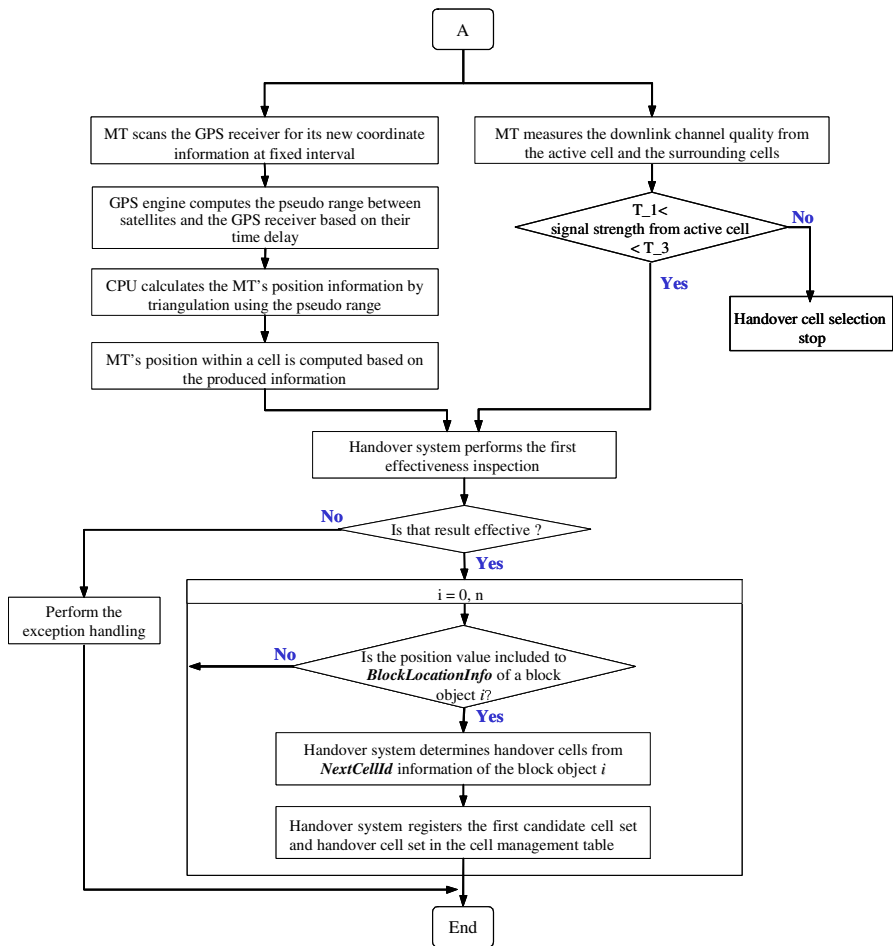 A
MT scans the GPS receiver for its new coordinate
information at fixed interval
GPS engine computes the pseudo range between
satellites and the GPS receiver based on their
time delay
CPU calculates the MT's position information by
triangulation using the pseudo range
MT's position within a cell is computed based on
the produced information
MT measures the downlink channel quality from
the active cell and the surrounding cells
T_1<
signal strength from active cell
< T_3
No
Yes
Handover cell selection
stop
Handover system performs the first
effectiveness inspection
Is that result effective ?
No
Yes
Perform the
exception handling
i = 0, n
Is the position value included to
BlockLocationInfo of a block
object i?
No
Yes
Handover system determines handover cells from
NextCellId information of the block object i
Handover system registers the first candidate cell set
and handover cell set in the cell management table
End